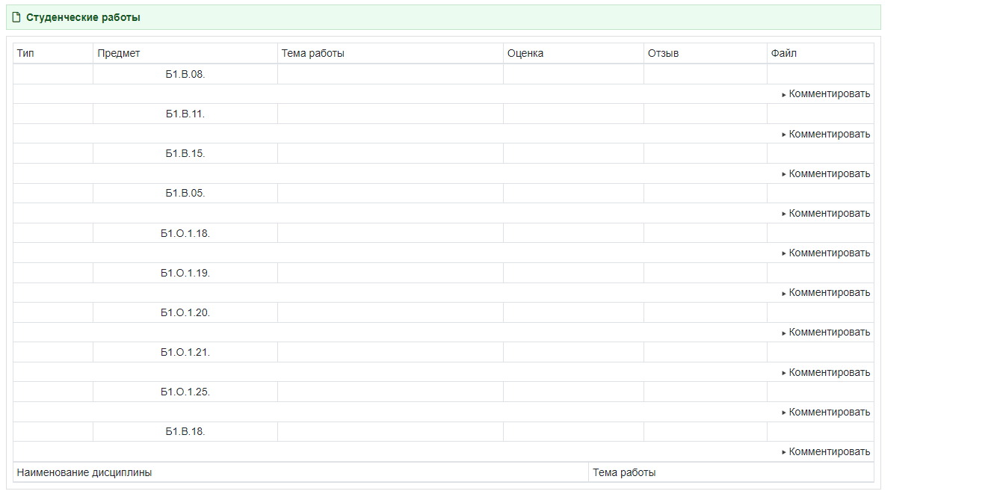 Студенческие работы
Тип Предмет Тема работы Оценка Отзыв Файл
Б1.В.08.
Комментировать
Б1.В.11.
Комментировать
Б1.В.15.
Комментировать
Б1.В.05.
Комментировать
Б1.О.1.18.
Комментировать
Б1.О.1.19.
Комментировать
Б1.О.1.20.
Комментировать
Б1.О.1.21.
Комментировать
Б1.О.1.25.
Комментировать
Б1.В.18.
Комментировать
Наименование дисциплины Тема работы